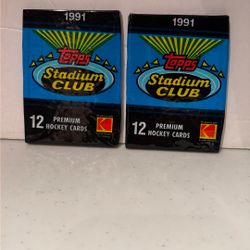 1991
Topps
Stadium
CLUB
12 PREMIUM
HOCKEY CARDS
1991
Topps
Stadium
CLUB
12 PREMIUM
HOCKEY CARDS